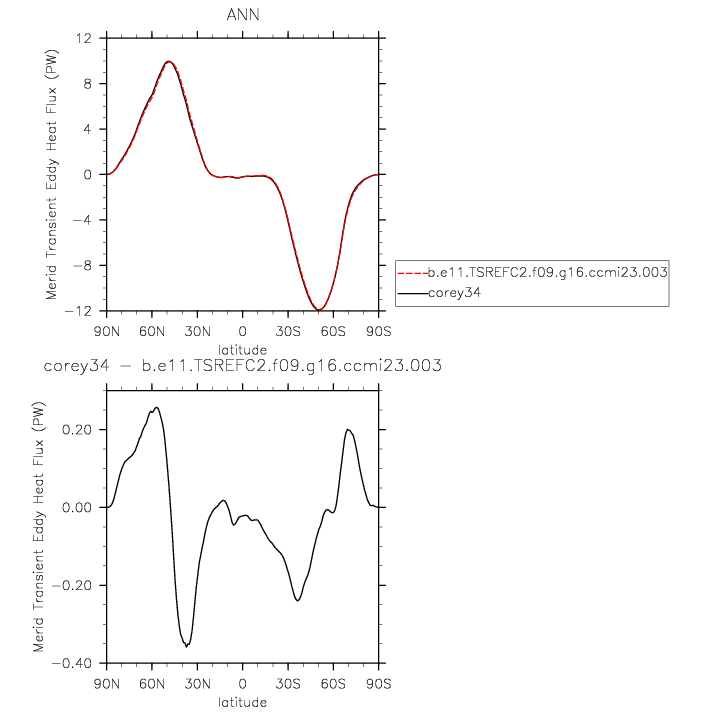 ANN
Merid Transient Eddy Heat Flux (PW)
12
8
4
0
−4
−8
−12
90N 60N 30N 0 30S 60S 90S
latitude
b.e11.TSREFC2.f09.g16.ccmi23.003
corey34
corey34 − b.e11.TSREFC2.f09.g16.ccmi23.003
Merid Transient Eddy Heat Flux (PW)
0.20
0.00
−0.20
−0.40
90N 60N 30N 0 30S 60S 90S
latitude